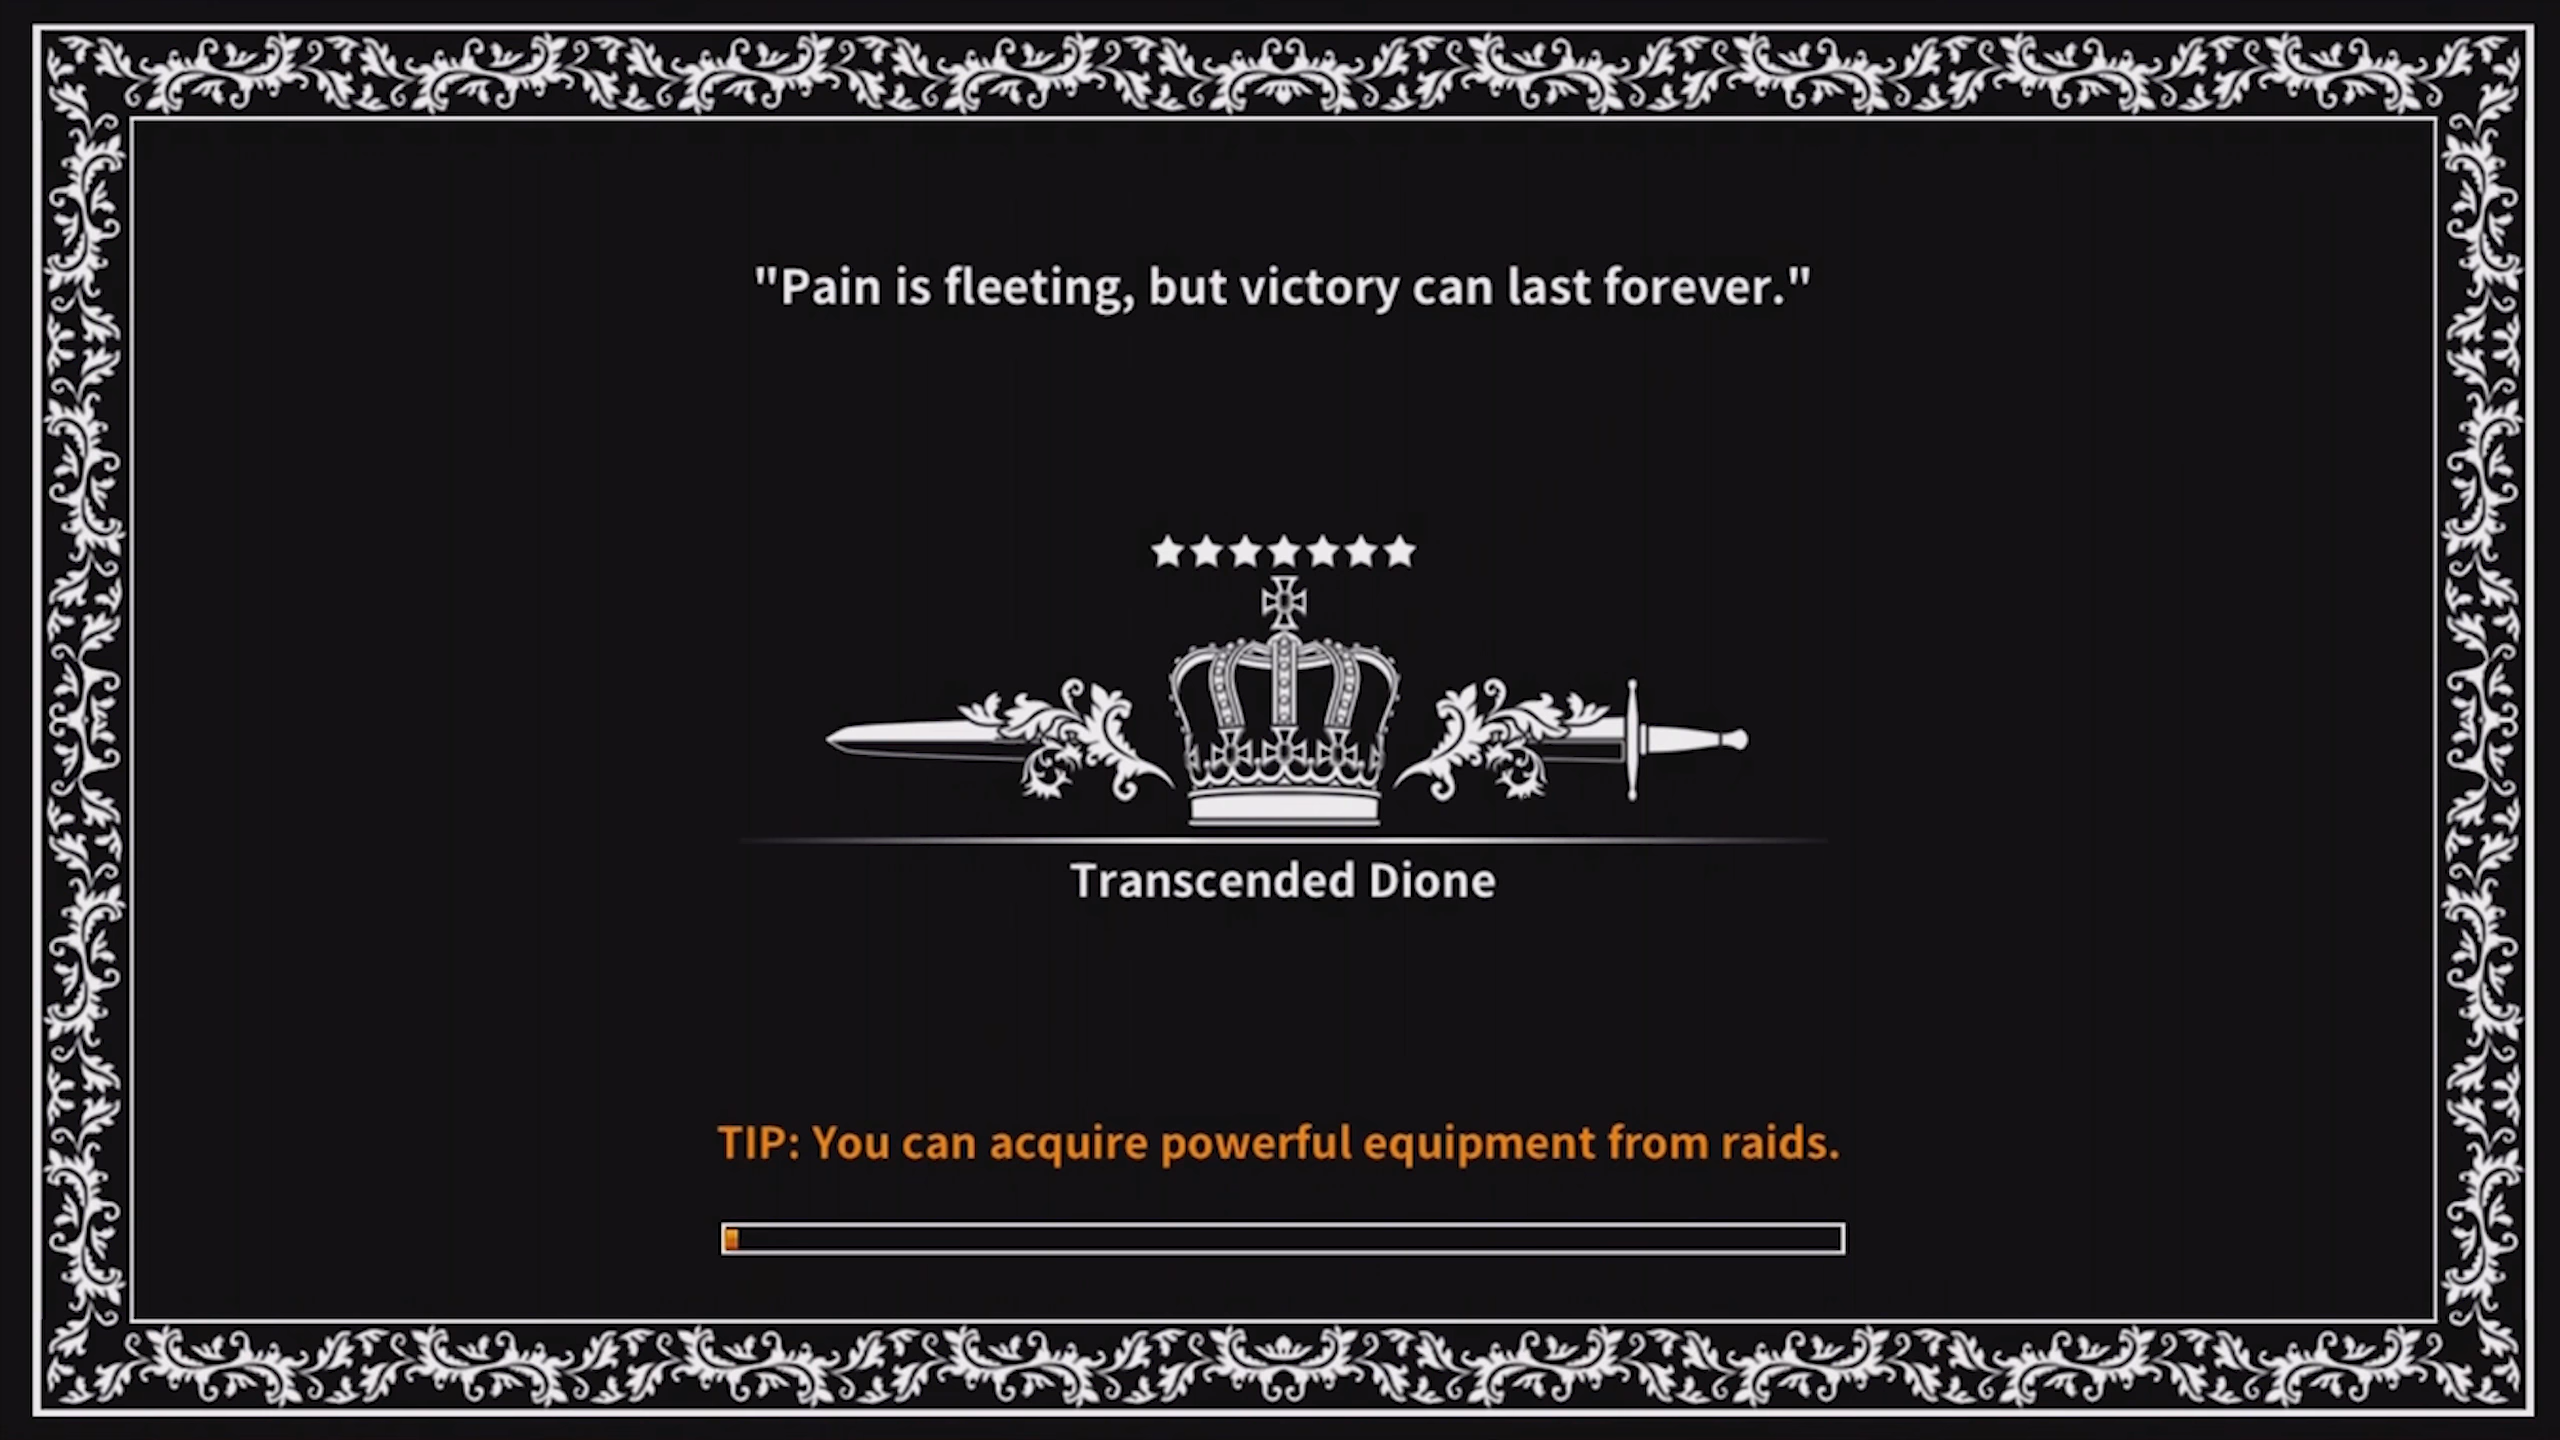 "Pain is fleeting, but victory can last forever."
Transcended Dione
TIP: You can acquire powerful equipment from raids.